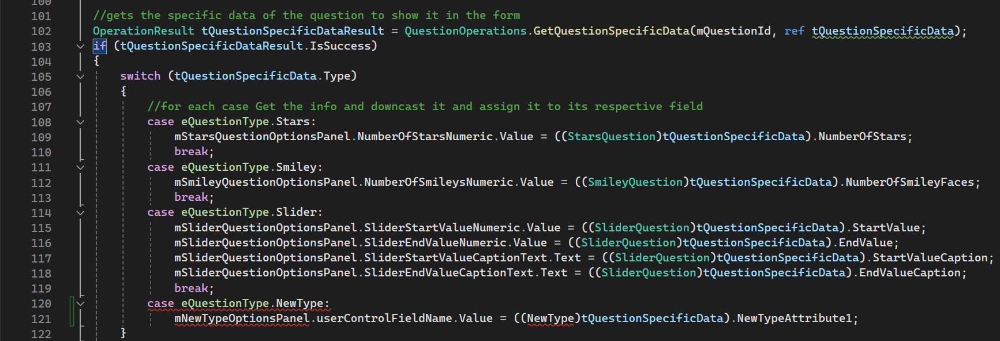 100
101 //gets the specific data of the question to show it in the form
102 OperationResult tQuestionSpecificDataResult = QuestionOperations.GetQuestionSpecificData(mQuestionId, ref tQuestionSpecificData);
103 if (tQuestionSpecificDataResult.IsSuccess)
104 {
105 switch (tQuestionSpecificData.Type)
106 {
107 //for each case Get the info and downcast it and assign it to its respective field
108 case eQuestionType.Stars:
109 mStarsQuestionOptionsPanel.NumberOfStarsNumeric.Value = ((StarsQuestion)tQuestionSpecificData).NumberOfStars;
110 break;
111 case eQuestionType.Smiley:
112 mSmileyQuestionOptionsPanel.NumberOfSmileysNumeric.Value = ((SmileyQuestion)tQuestionSpecificData).NumberOfSmileyFaces;
113 break;
114 case eQuestionType.Slider:
115 mSliderQuestionOptionsPanel.SliderStartValueNumeric.Value = ((SliderQuestion)tQuestionSpecificData).StartValue;
116 mSliderQuestionOptionsPanel.SliderEndValueNumeric.Value = ((SliderQuestion)tQuestionSpecificData).EndValue;
117 mSliderQuestionOptionsPanel.SliderStartValueCaptionText.Text = ((SliderQuestion)tQuestionSpecificData).StartValueCaption;
118 mSliderQuestionOptionsPanel.SliderEndValueCaptionText.Text = ((SliderQuestion)tQuestionSpecificData).EndValueCaption;
119 break;
120 case eQuestionType.NewType:
121 mNewTypeOptionsPanel.userControlFieldName.Value = ((NewType)tQuestionSpecificData).NewTypeAttribute1;
122 }